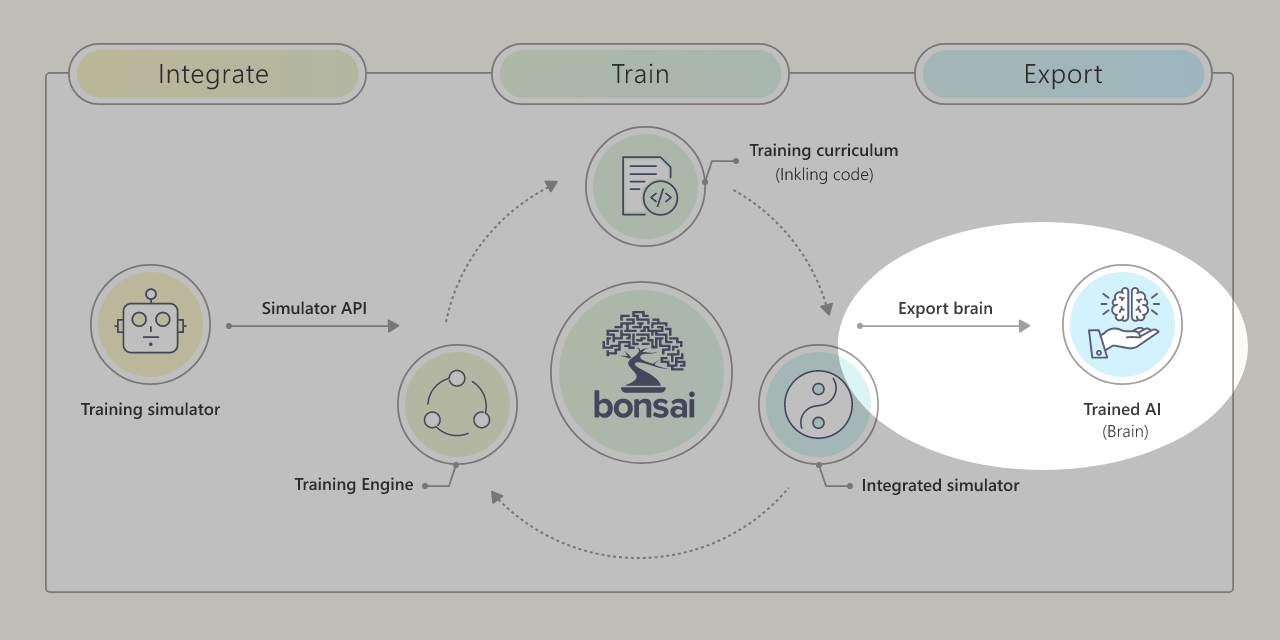 Integrate
Train
Export
Training curriculum
(Inkling code)
Simulator API
Export brain
bonsai
Training simulator
Trained AI
(Brain)
Training Engine
Integrated simulator